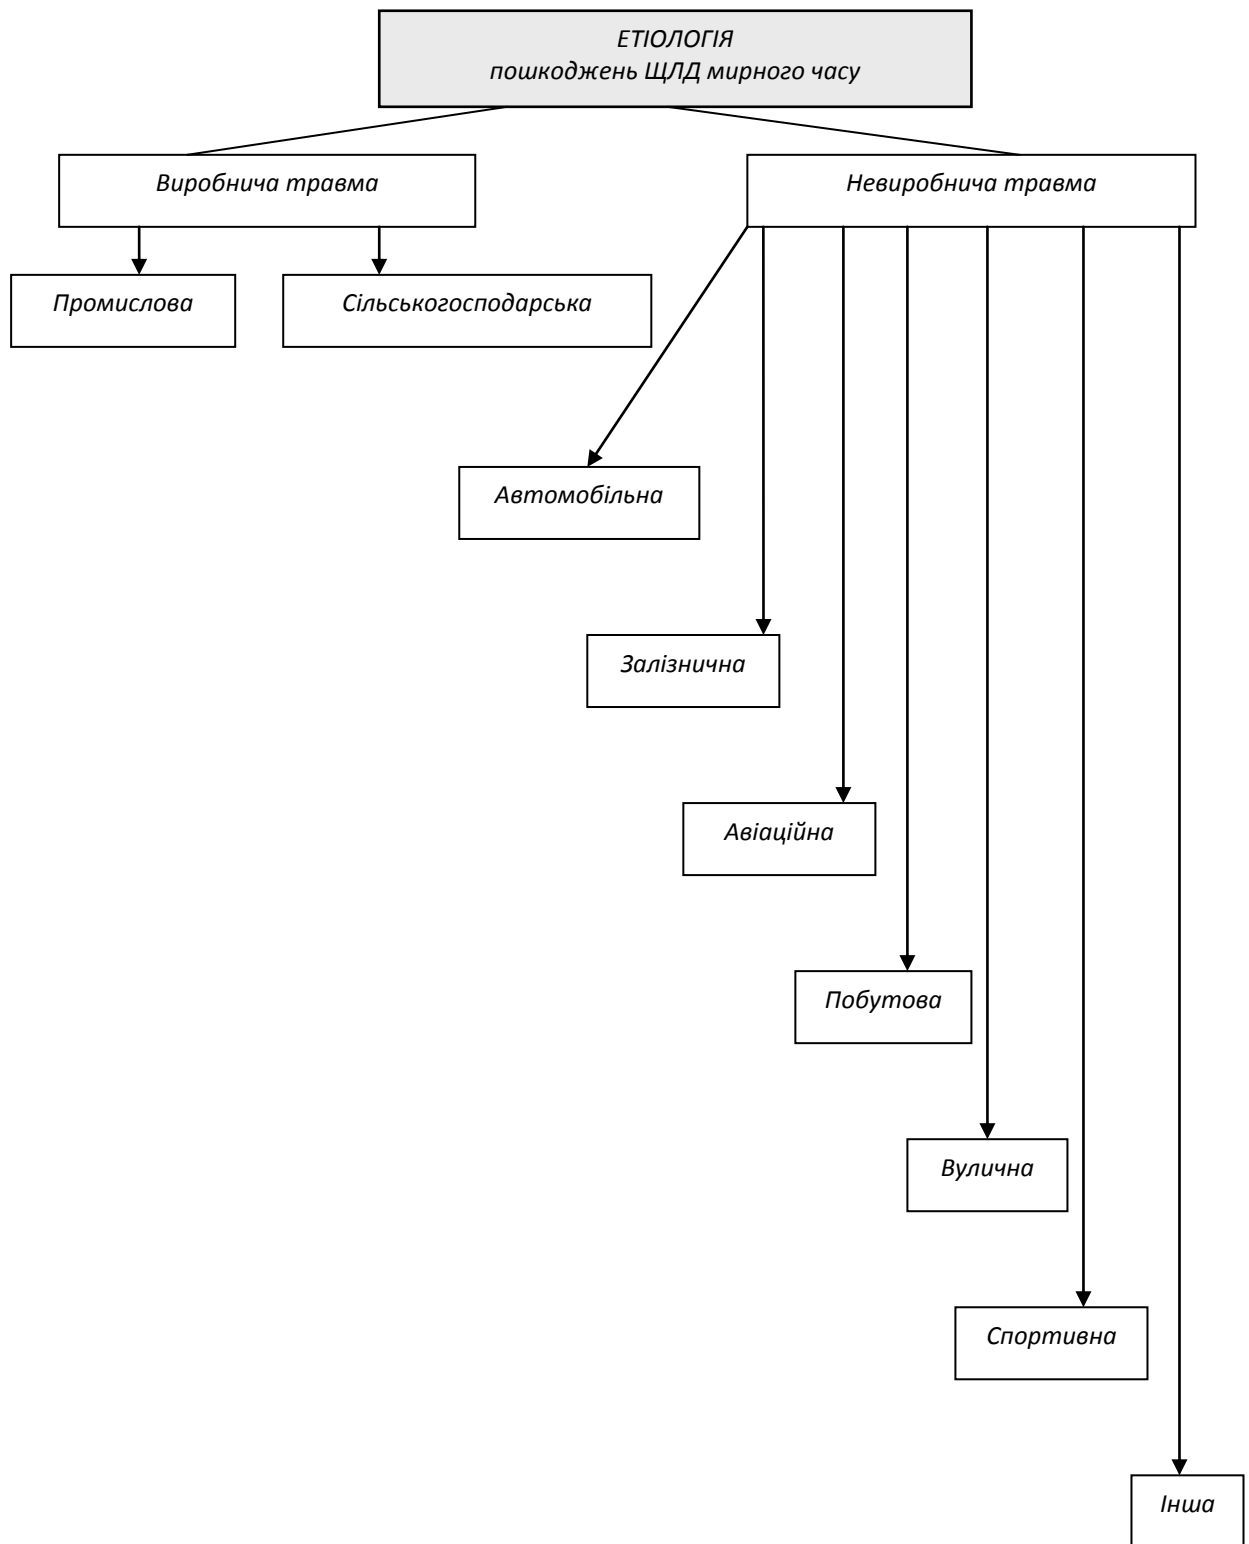 ЕТІОЛОГІЯ
пошкоджень ЩЛД мирного часу
Виробнича травма
Невиробнича травма
Промислова
Сільськогосподарська
Автомобільна
Залізнична
Авіаційна
Побутова
Вулична
Спортивна
Інша